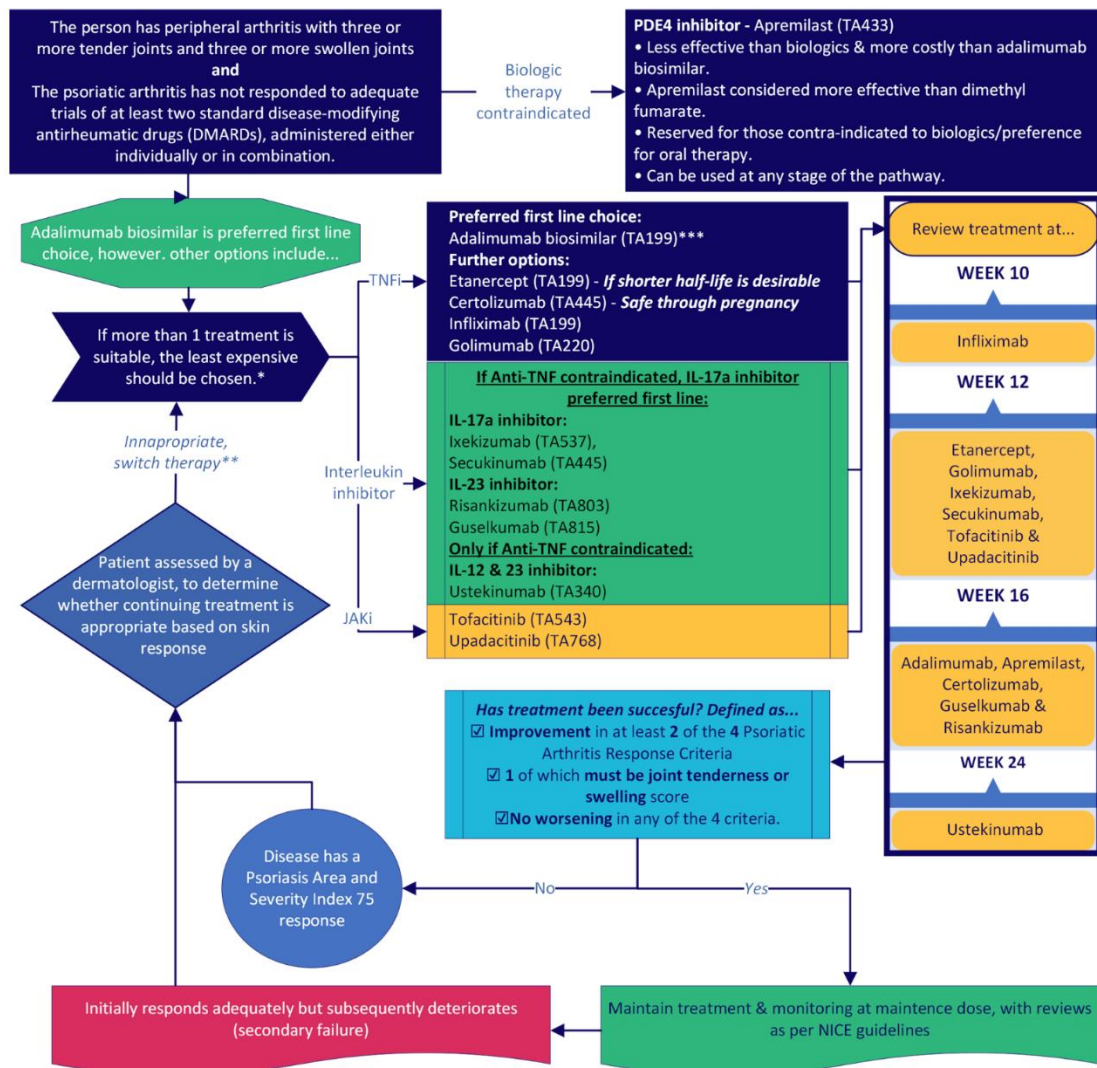 The person has peripheral arthritis with three or
more tender joints and three or more swollen joints
and
The psoriatic arthritis has not responded to adequate
trials of at least two standard disease-modifying
antirheumatic drugs (DMARDs), administered either
individually or in combination.
Biologic
therapy
contraindicated
PDE4 inhibitor - Apremilast (TA433)
• Less effective than biologics & more costly than adalimumab
biosimilar.
• Apremilast considered more effective than dimethyl
fumarate.
• Reserved for those contra-indicated to biologics/preference
for oral therapy.
• Can be used at any stage of the pathway.
Adalimumab biosimilar is preferred first line
choice, however. other options include...
If more than 1 treatment is
suitable, the least expensive
should be chosen.*
TNFi
Preferred first line choice:
Adalimumab biosimilar (TA199)***
Further options:
Etanercept (TA199) - If shorter half-life is desirable
Certolizumab (TA445) - Safe through pregnancy
Infliximab (TA199)
Golimumab (TA220)
Interleukin
inhibitor
If Anti-TNF contraindicated, IL-17a inhibitor
preferred first line:
IL-17a inhibitor:
Ixekizumab (TA537),
Secukinumab (TA445)
IL-23 inhibitor:
Risankizumab (TA803)
Guselkumab (TA815)
Only if Anti-TNF contraindicated:
IL-12 & 23 inhibitor:
Ustekinumab (TA340)
JAKi
Tofacitinib (TA543)
Upadacitinib (TA768)
Review treatment at...
WEEK 10
Infliximab
WEEK 12
Etanercept,
Golimumab,
Ixekizumab,
Secukinumab,
Tofacitinib &
Upadacitinib
WEEK 16
Adalimumab, Apremilast,
Certolizumab,
Guselkumab &
Risankizumab
WEEK 24
Ustekinumab
Innapropriate,
switch therapy**
Patient assessed by a
dermatologist, to determine
whether continuing treatment is
appropriate based on skin
response
Has treatment been succesful? Defined as...
☑ Improvement in at least 2 of the 4 Psoriatic
Arthritis Response Criteria
☑ 1 of which must be joint tenderness or
swelling score
☑No worsening in any of the 4 criteria.
No
Yes
Disease has a
Psoriasis Area and
Severity Index 75
response
Initially responds adequately but subsequently deteriorates
(secondary failure)
Maintain treatment & monitoring at maintence dose, with reviews
as per NICE guidelines